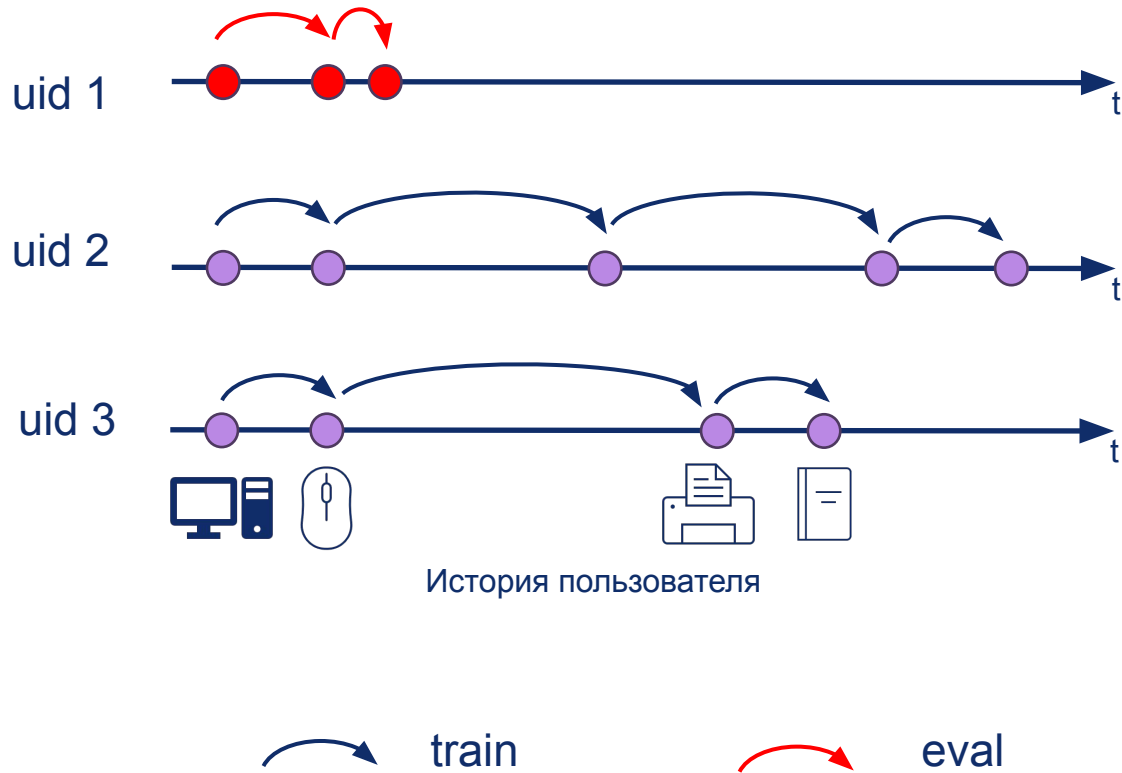 uid 1
t
uid 2
t
uid 3
t
История пользователя
train
eval